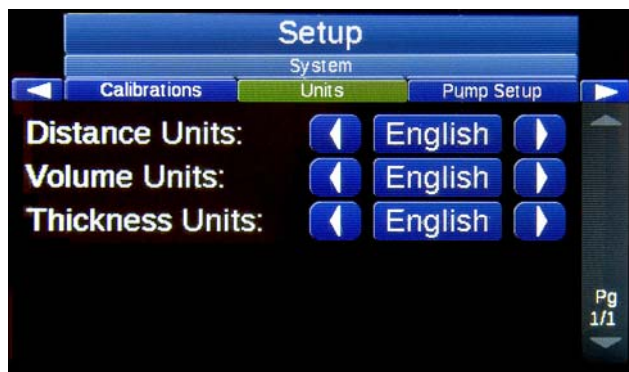 Setup
System
Calibrations Units Pump Setup
Distance Units: English
Volume Units: English
Thickness Units: English
Pg
1/1